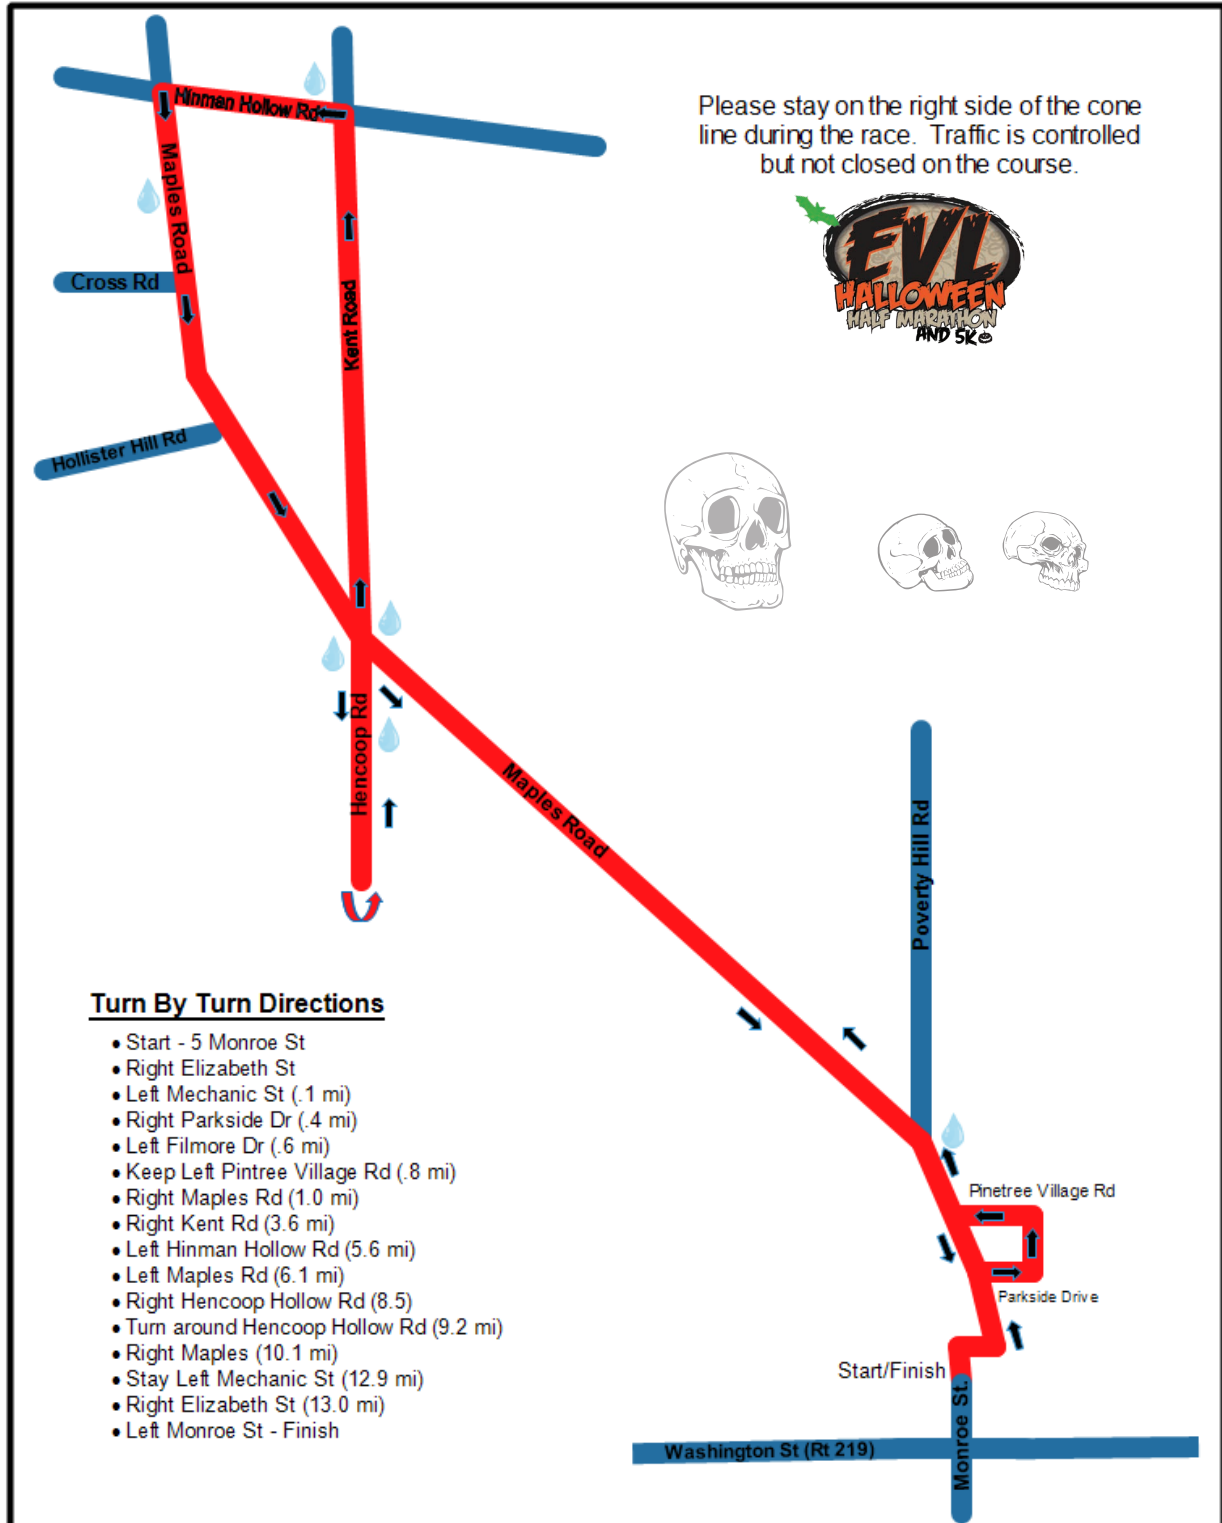 Hinman Hollow Rd
Maples Road
Cross Rd
Kent Road
Hollister Hill Rd
Please stay on the right side of the cone
line during the race. Traffic is controlled
but not closed on the course.
EVL
HALLOWEEN
HALF MARATHON
AND 5K
Hencoop Rd
Maples Road
Poverty Hill Rd
Pinetree Village Rd
Parkside Drive
Start/Finish
Monroe St.
Washington St (Rt 219)
Turn By Turn Directions
• Start - 5 Monroe St
• Right Elizabeth St
• Left Mechanic St (.1 mi)
• Right Parkside Dr (.4 mi)
• Left Filmore Dr (.6 mi)
• Keep Left Pintree Village Rd (.8 mi)
• Right Maples Rd (1.0 mi)
• Right Kent Rd (3.6 mi)
• Left Hinman Hollow Rd (5.6 mi)
• Left Maples Rd (6.1 mi)
• Right Hencoop Hollow Rd (8.5)
• Turn around Hencoop Hollow Rd (9.2 mi)
• Right Maples (10.1 mi)
• Stay Left Mechanic St (12.9 mi)
• Right Elizabeth St (13.0 mi)
• Left Monroe St - Finish